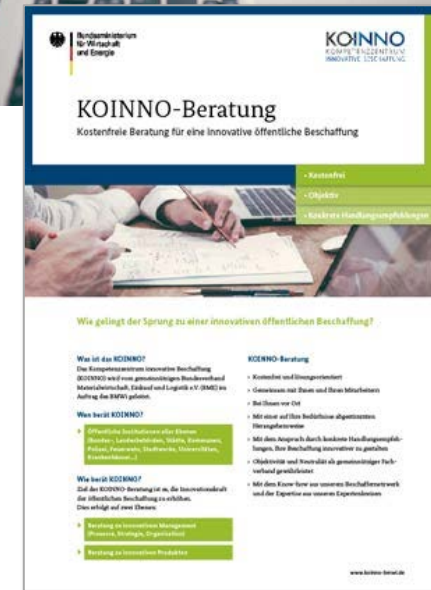 Bundesministerium
für Wirtschaft
und Energie
KOINNO
KOMPETENZZENTRUM
INNOVATIVE BESCHAFFUNG
KOINNO-Beratung
Kostenfreie Beratung für eine innovative öffentliche Beschaffung
• Kostenfrei
• Objektiv
• Konkrete Handlungsempfehlungen
Wie gelingt der Sprung zu einer innovativen öffentlichen Beschaffung?
Was ist das KOINNO?
Das Kompetenzzentrum innovative Beschaffung
(KOINNO) wird vom gemeinnützigen Bundesverband
Materialwirtschaft, Einkauf und Logistik e.V. (BME) im
Auftrag des BMWi geleitet.
Wen berät KOINNO?
Öffentliche Institutionen aller Ebenen
(Bundes-, Landesbehörden, Städte, Kommunen,
Polizei, Feuerwehr, Stadtwerke, Universitäten,
Krankenhäuser…)
Wie berät KOINNO?
Ziel der KOINNO-Beratung ist es, die Innovationskraft
der öffentlichen Beschaffung zu erhöhen.
Dies erfolgt auf zwei Ebenen:
Beratung zu innovativem Management
(Prozesse, Strategie, Organisation)
Beratung zu innovativen Produkten
KOINNO-Beratung
› Kostenfrei und lösungsorientiert
› Gemeinsam mit Ihnen und Ihren Mitarbeitern
› Bei Ihnen vor Ort
› Mit einer auf Ihre Bedürfnisse abgestimmten
Herangehensweise
› Mit dem Anspruch durch konkrete Handlungsempfeh-
lungen, Ihre Beschaffung innovativer zu gestalten
› Objektivität und Neutralität als gemeinnütziger Fach-
verband gewährleistet
› Mit dem Know-how aus unserem Beschaffernetzwerk
und der Expertise aus unseren Expertenkreisen
www.koinno-bmwi.de